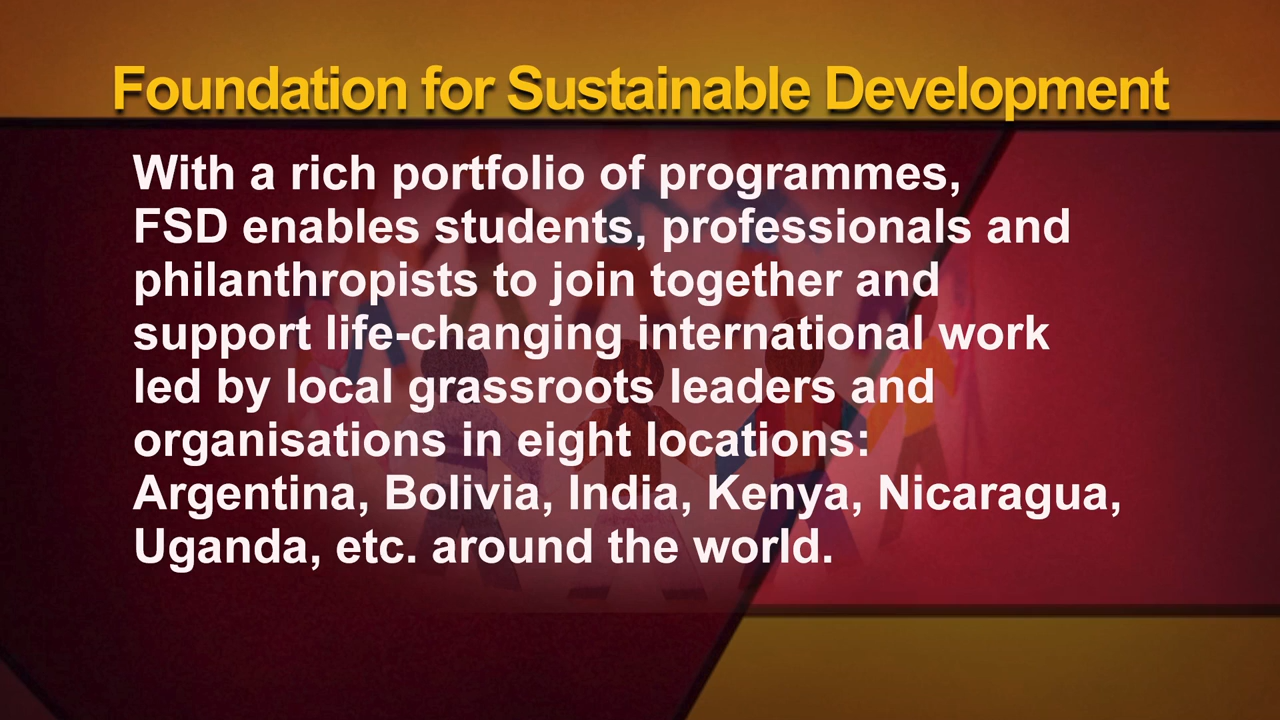 Foundation for Sustainable Development
With a rich portfolio of programmes,
FSD enables students, professionals and
philanthropists to join together and
support life-changing international work
led by local grassroots leaders and
organisations in eight locations:
Argentina, Bolivia, India, Kenya, Nicaragua,
Uganda, etc. around the world.